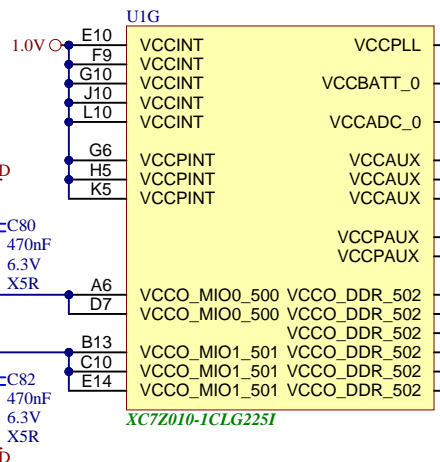 U1G
1.0V E10 VCCINT VCCPLL
F9 VCCINT
G10 VCCINT VCCBATT_0
J10 VCCINT
L10 VCCINT VCCADC_0
G6 VCCPINT VCCAUX
H5 VCCPINT VCCAUX
K5 VCCPINT VCCAUX
D
C80
470nF
6.3V
X5R
VCCPAUX
VCCPAUX
A6 VCCO_MIO0_500 VCCO_DDR_502
D7 VCCO_MIO0_500 VCCO_DDR_502
VCCO_DDR_502
B13 VCCO_MIO1_501 VCCO_DDR_502
C10 VCCO_MIO1_501 VCCO_DDR_502
E14 VCCO_MIO1_501 VCCO_DDR_502
C82
470nF
6.3V
X5R
D
XC7Z010-1CLG225I